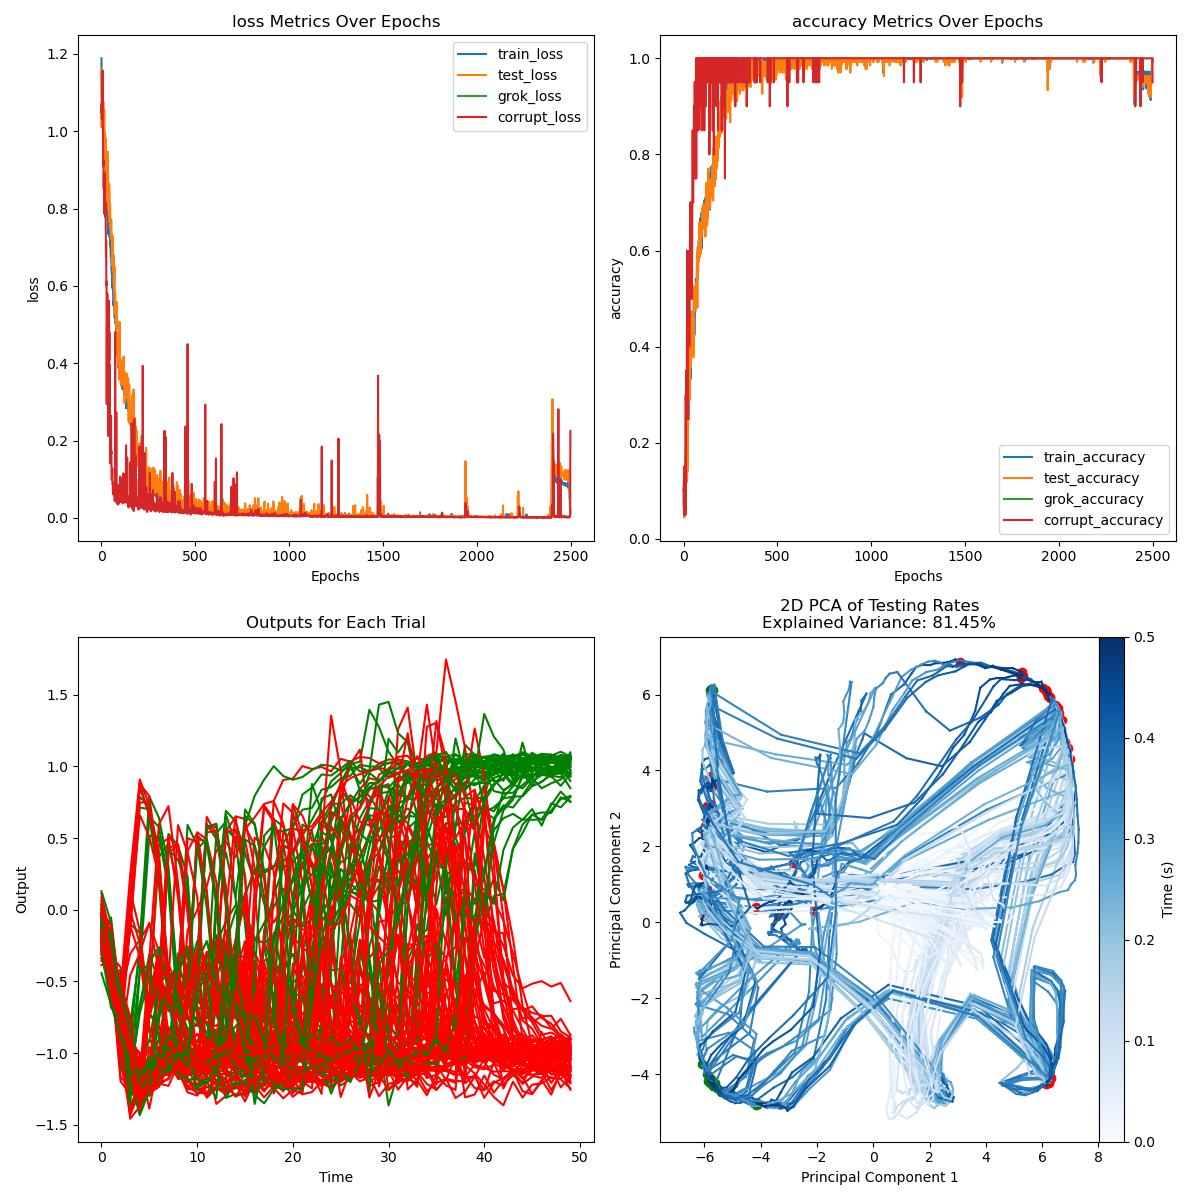 loss Metrics Over Epochs
1.2
1.0
0.8
0.6
0.4
0.2
0.0
loss
train_loss
test_loss
grok_loss
corrupt_loss
0
500
1000
1500
2000
2500
Epochs
accuracy Metrics Over Epochs
1.0
0.8
0.6
0.4
0.2
0.0
accuracy
train_accuracy
test_accuracy
grok_accuracy
corrupt_accuracy
0
500
1000
1500
2000
2500
Epochs
Outputs for Each Trial
1.5
1.0
0.5
0.0
−0.5
−1.0
−1.5
Output
0
10
20
30
40
50
Time
2D PCA of Testing Rates
Explained Variance: 81.45%
6
4
2
0
−2
−4
Principal Component 2
−6
−4
−2
0
2
4
6
8
Principal Component 1
0.5
0.4
0.3
0.2
0.1
0.0
Time (s)